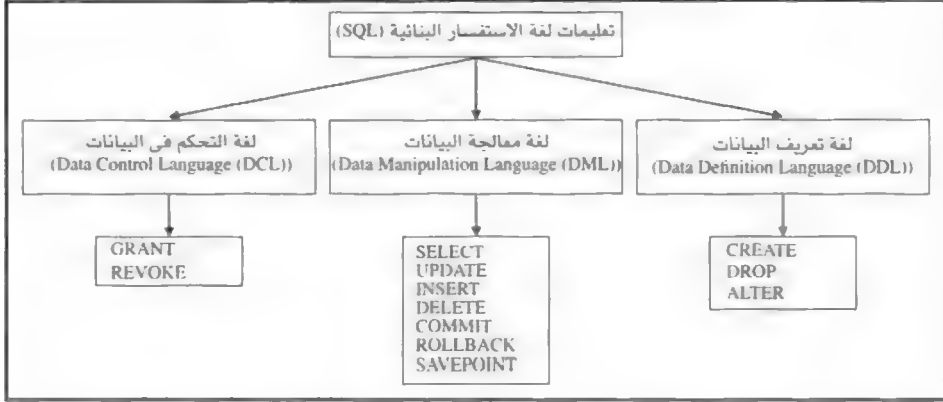 تعليمات لغة الاستفسار البنائية (SQL)
لغة تعريف البيانات
(Data Definition Language (DDL))
لغة معالجة البيانات
(Data Manipulation Language (DML))
لغة التحكم فى البيانات
(Data Control Language (DCL))
CREATE
DROP
ALTER
SELECT
UPDATE
INSERT
DELETE
COMMIT
ROLLBACK
SAVEPOINT
GRANT
REVOKE